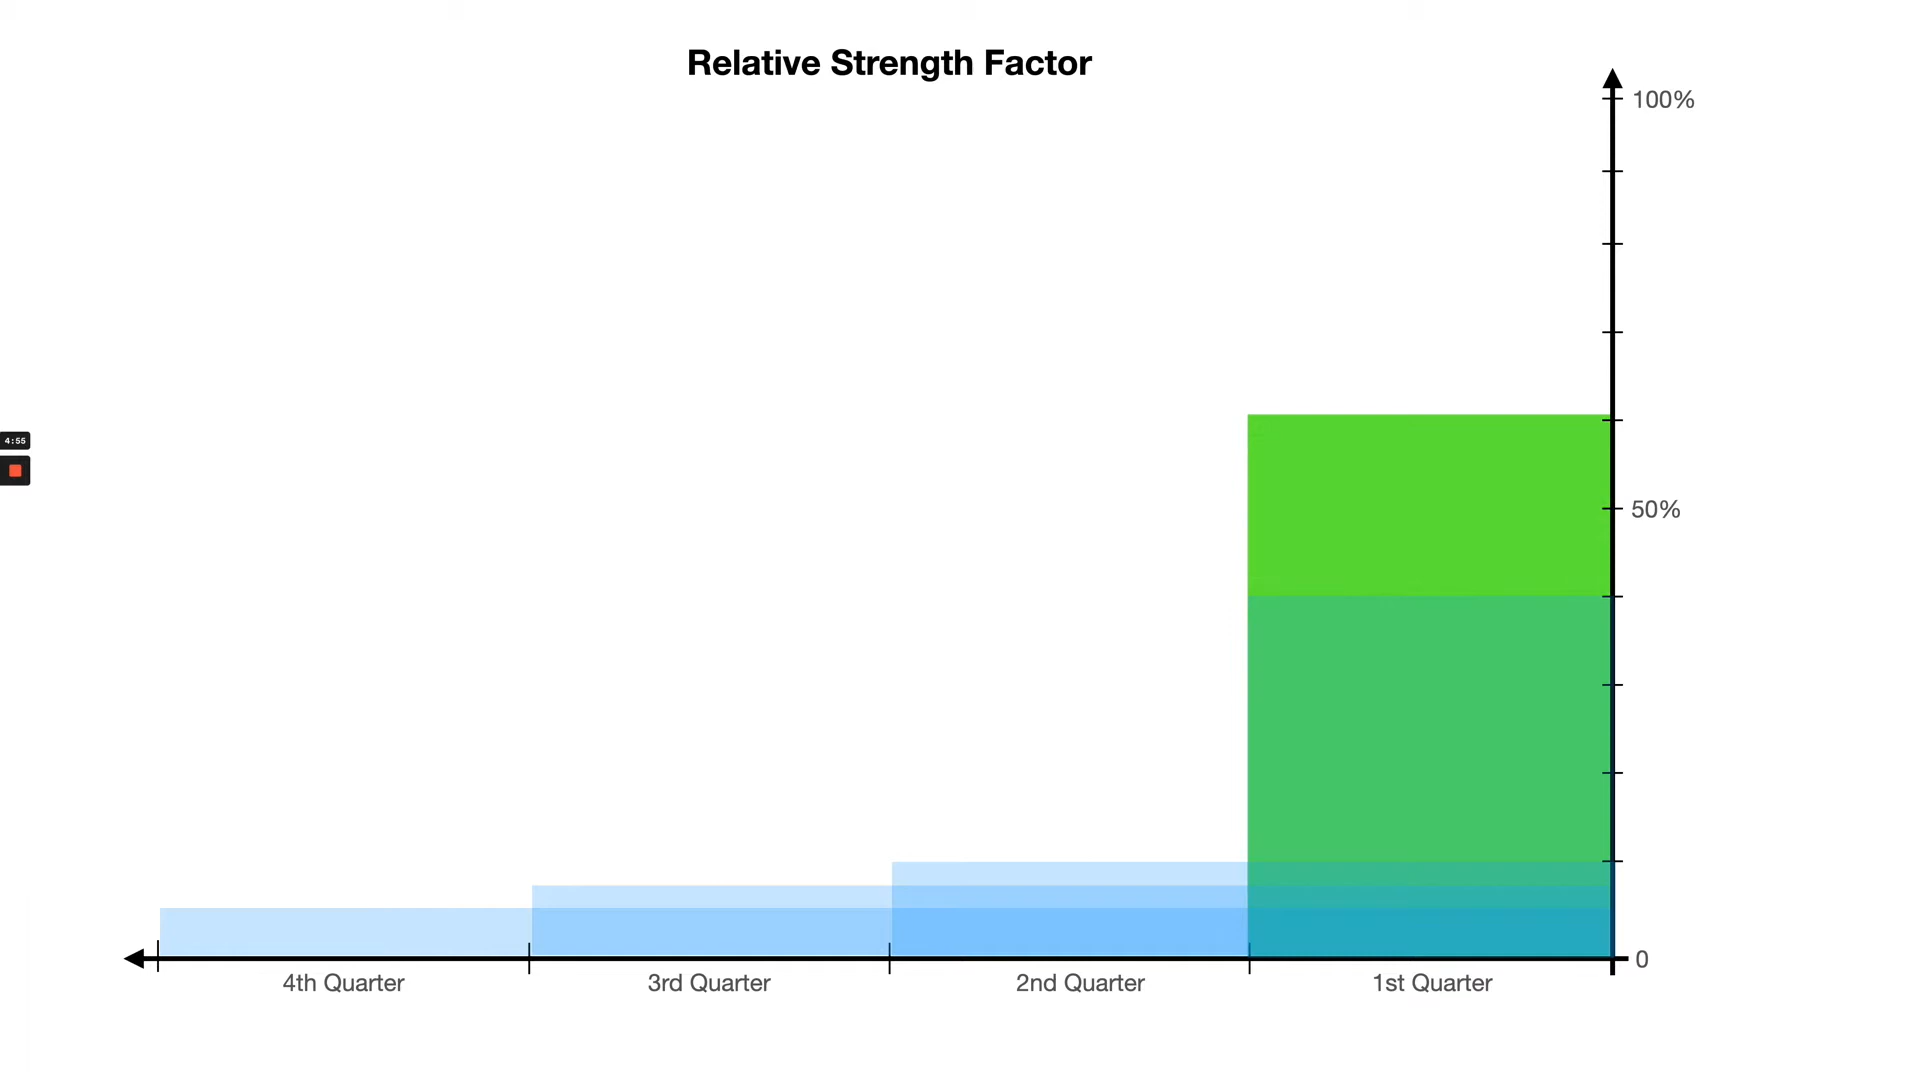 Relative Strength Factor
100%
4:55
50%
0
4th Quarter
3rd Quarter
2nd Quarter
1st Quarter